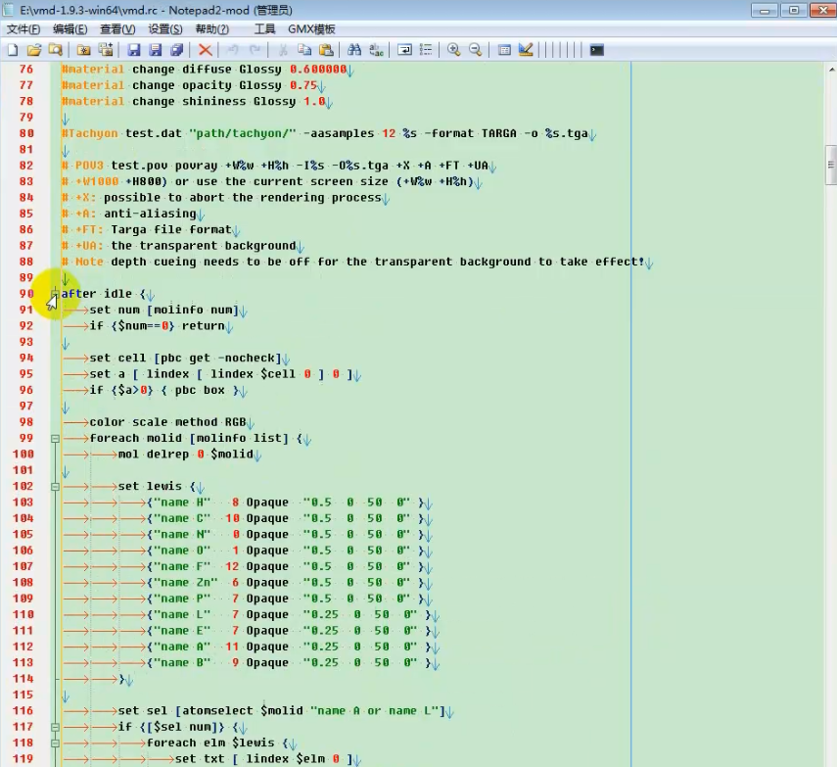 E:\vmd-1.9.3-win64\vmd.rc - Notepad2-mod (管理员)
文件(F) 编辑(E) 查看(V) 设置(S) 帮助(?) 工具 GMX模板
76 #material change diffuse Glossy 0.600000
77 #material change opacity Glossy 0.75
78 #material change shininess Glossy 1.0
79
80 #Tachyon test.dat "path/tachyon/" -aasamples 12 %s -format TARGA -o %s.tga
81
82 # POV3 test.pov povray +W%w +H%h -I%s -O%s.tga +X +A +FT +UA
83 # +W1000 +H800) or use the current screen size (+W%w +H%h)
84 # +X: possible to abort the rendering process
85 # +A: anti-aliasing
86 # +FT: Targa file format
87 # +UA: the transparent background
88 # Note depth cueing needs to be off for the transparent background to take effect!
89
90 after idle {
91 set num [molinfo num]
92 if {$num==0} return
93
94 set cell [pbc get -nocheck]
95 set a [ lindex [ lindex $cell 0 ] 0 ]
96 if {$a>0} { pbc box }
97
98 color scale method RGB
99 foreach molid [molinfo list] {
100 mol delrep 0 $molid
101
102 set lewis {
103 {"name H" 8 Opaque "0.5 0 50 0" }
104 {"name C" 10 Opaque "0.5 0 50 0" }
105 {"name N" 0 Opaque "0.5 0 50 0" }
106 {"name O" 1 Opaque "0.5 0 50 0" }
107 {"name F" 12 Opaque "0.5 0 50 0" }
108 {"name Zn" 6 Opaque "0.5 0 50 0" }
109 {"name P" 7 Opaque "0.5 0 50 0" }
110 {"name L" 7 Opaque "0.25 0 50 0" }
111 {"name E" 7 Opaque "0.25 0 50 0" }
112 {"name A" 11 Opaque "0.25 0 50 0" }
113 {"name B" 9 Opaque "0.25 0 50 0" }
114 }
115
116 set sel [atomselect $molid "name A or name L"]
117 if {[$sel num]} {
118 foreach elm $lewis {
119 set txt [ lindex $elm 0 ]